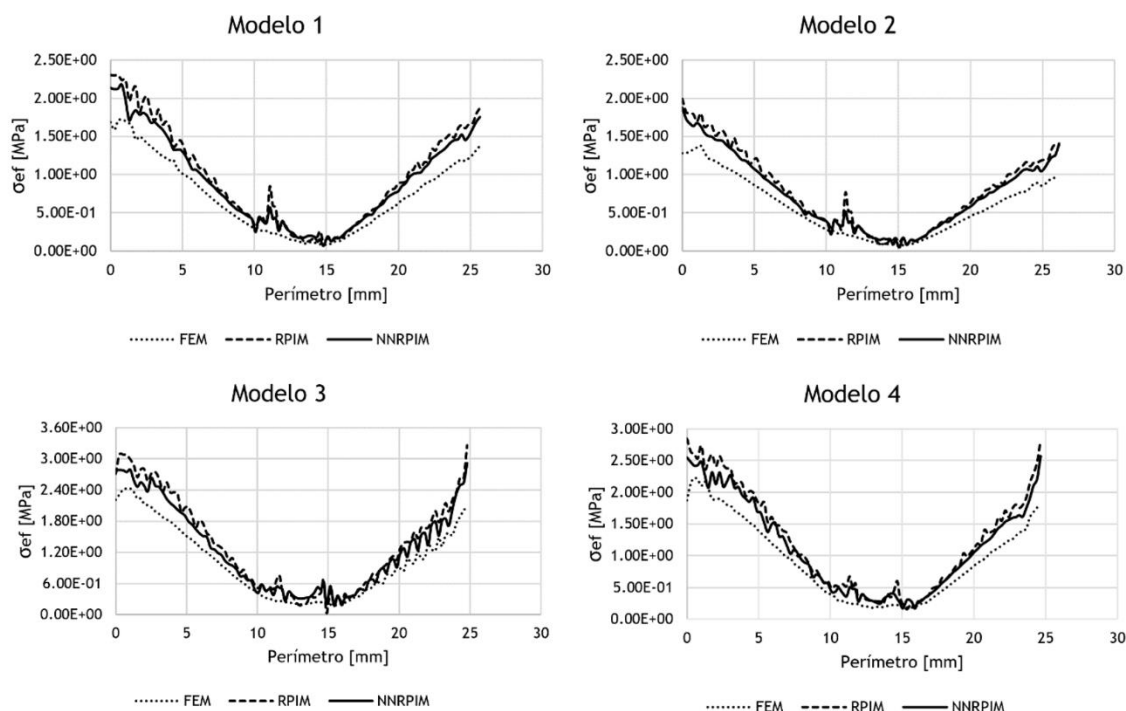 Modelo 1
2.50E+00
2.00E+00
1.50E+00
1.00E+00
5.00E-01
0.00E+00
σef [MPa]
0 5 10 15 20 25 30
Perímetro [mm]
FEM RPIM NNRPIM
Modelo 2
2.50E+00
2.00E+00
1.50E+00
1.00E+00
5.00E-01
0.00E+00
σef [MPa]
0 5 10 15 20 25 30
Perímetro [mm]
FEM RPIM NNRPIM
Modelo 3
3.60E+00
3.00E+00
2.40E+00
1.80E+00
1.20E+00
6.00E-01
0.00E+00
σef [MPa]
0 5 10 15 20 25 30
Perímetro [mm]
FEM RPIM NNRPIM
Modelo 4
3.00E+00
2.50E+00
2.00E+00
1.50E+00
1.00E+00
5.00E-01
0.00E+00
σef [MPa]
0 5 10 15 20 25 30
Perímetro [mm]
FEM RPIM NNRPIM